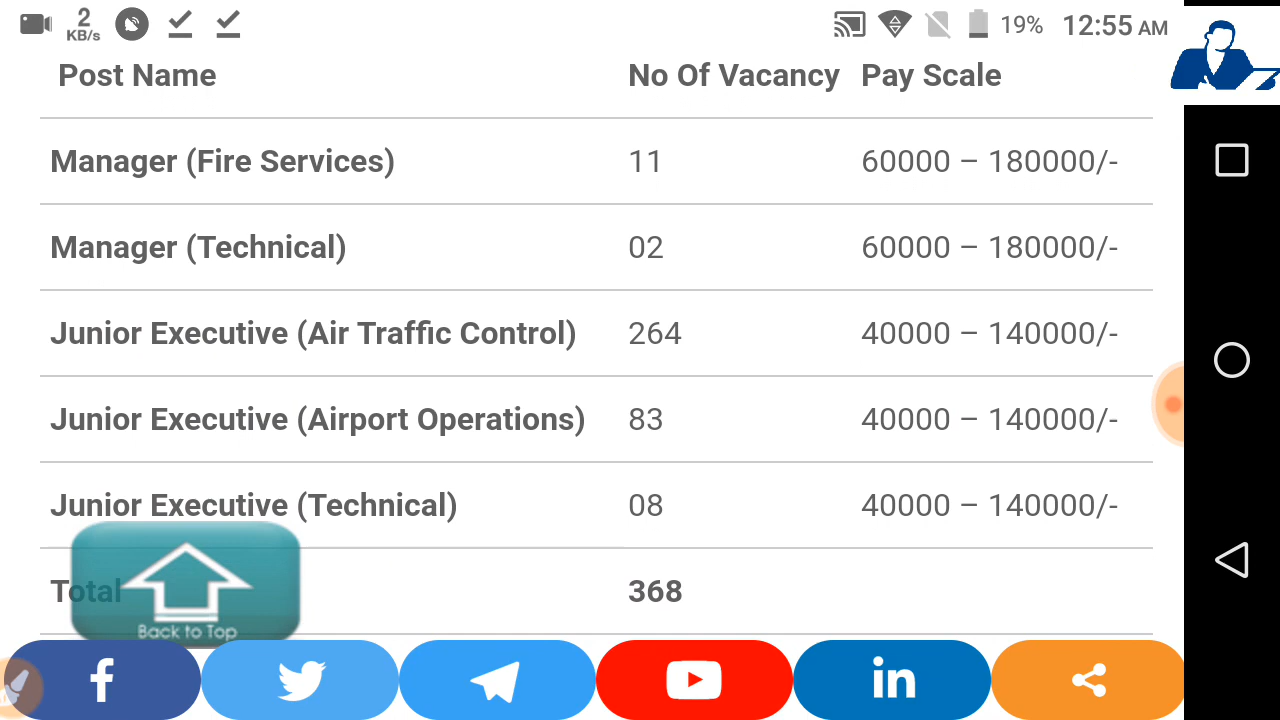 2 KB/s 19% 12:55 AM
Post Name No Of Vacancy Pay Scale
Manager (Fire Services) 11 60000 – 180000/-
Manager (Technical) 02 60000 – 180000/-
Junior Executive (Air Traffic Control) 264 40000 – 140000/-
Junior Executive (Airport Operations) 83 40000 – 140000/-
Junior Executive (Technical) 08 40000 – 140000/-
Total 368
Back to Top
f in